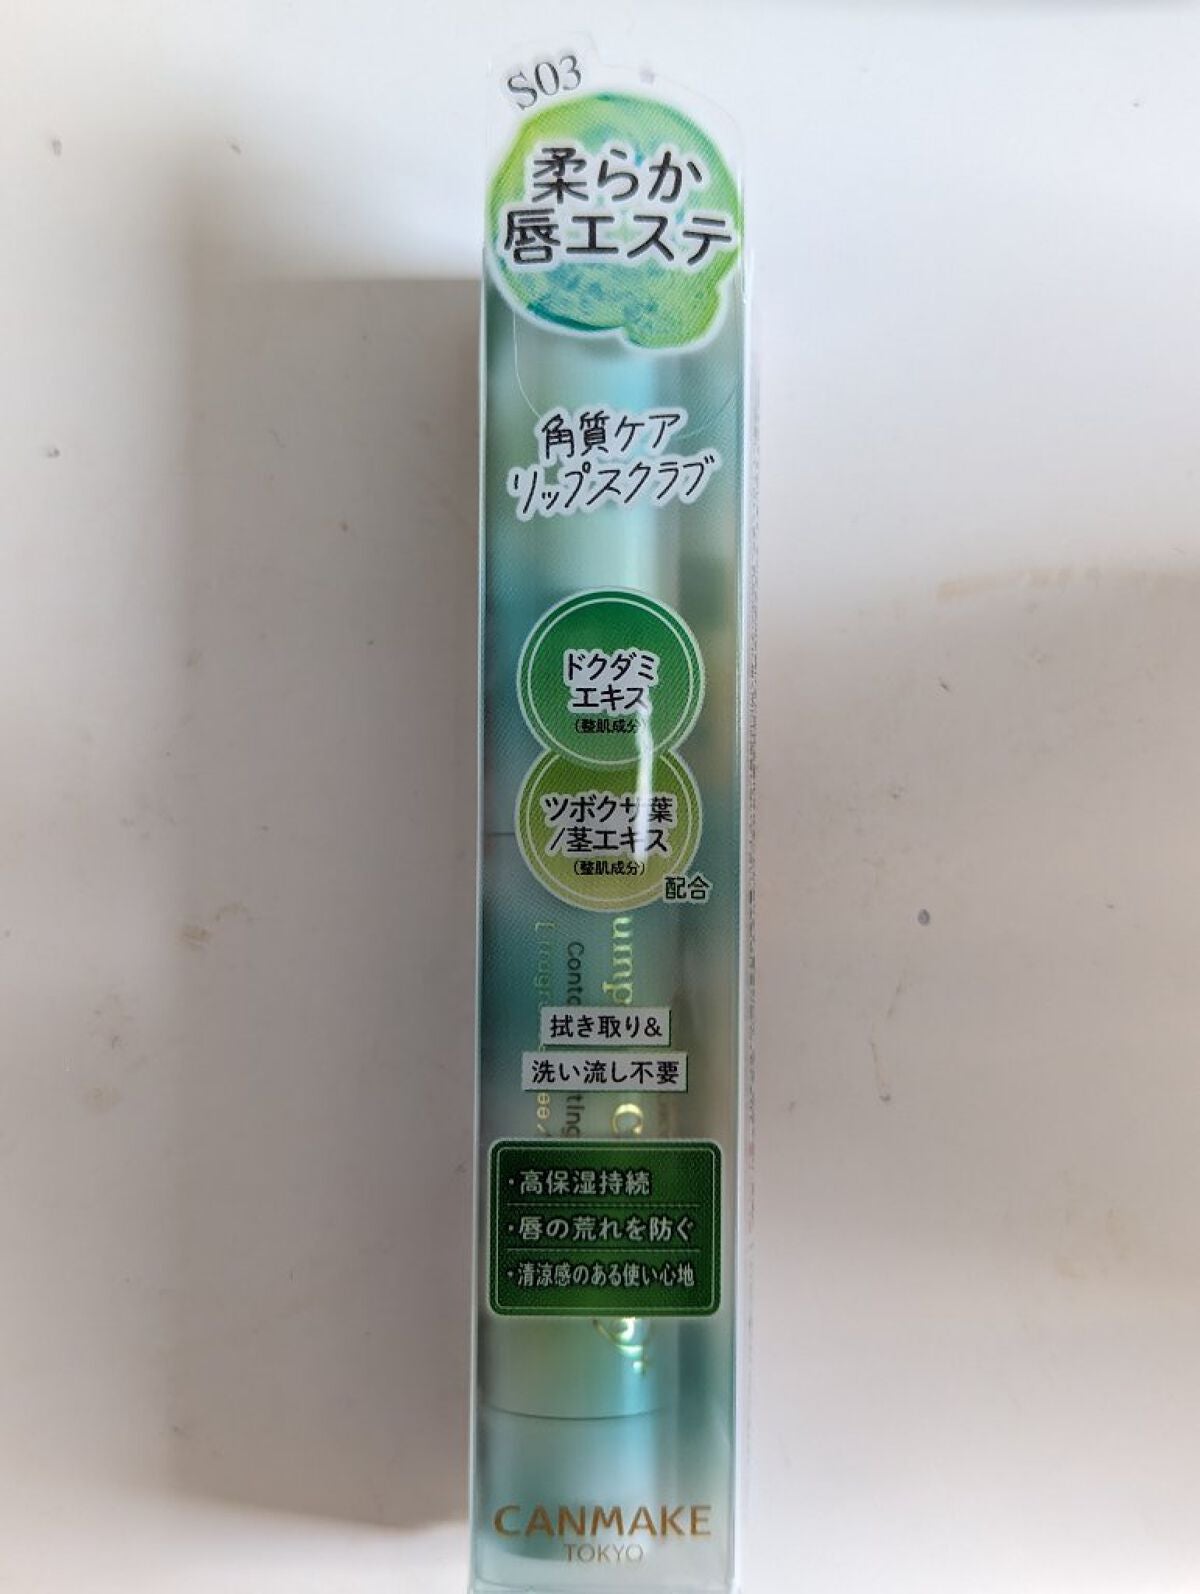 S03
柔らか
唇エステ
角質ケア
リップスクラブ
ドクダミ
エキス
(整肌成分)
ツボクサ葉
/茎エキス
(整肌成分)
配合
拭き取り&
洗い流し不要
・高保湿持続
・唇の荒れを防ぐ
・清涼感のある使い心地
CANMAKE
TOKYO